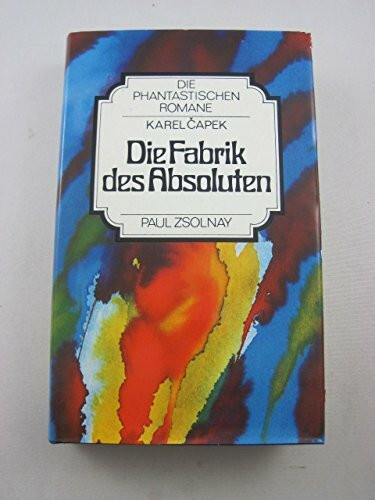 DIE
PHANTASTISCHEN
ROMANE
KAREL ČAPEK
Die Fabrik
des Absoluten
PAUL ZSOLNAY